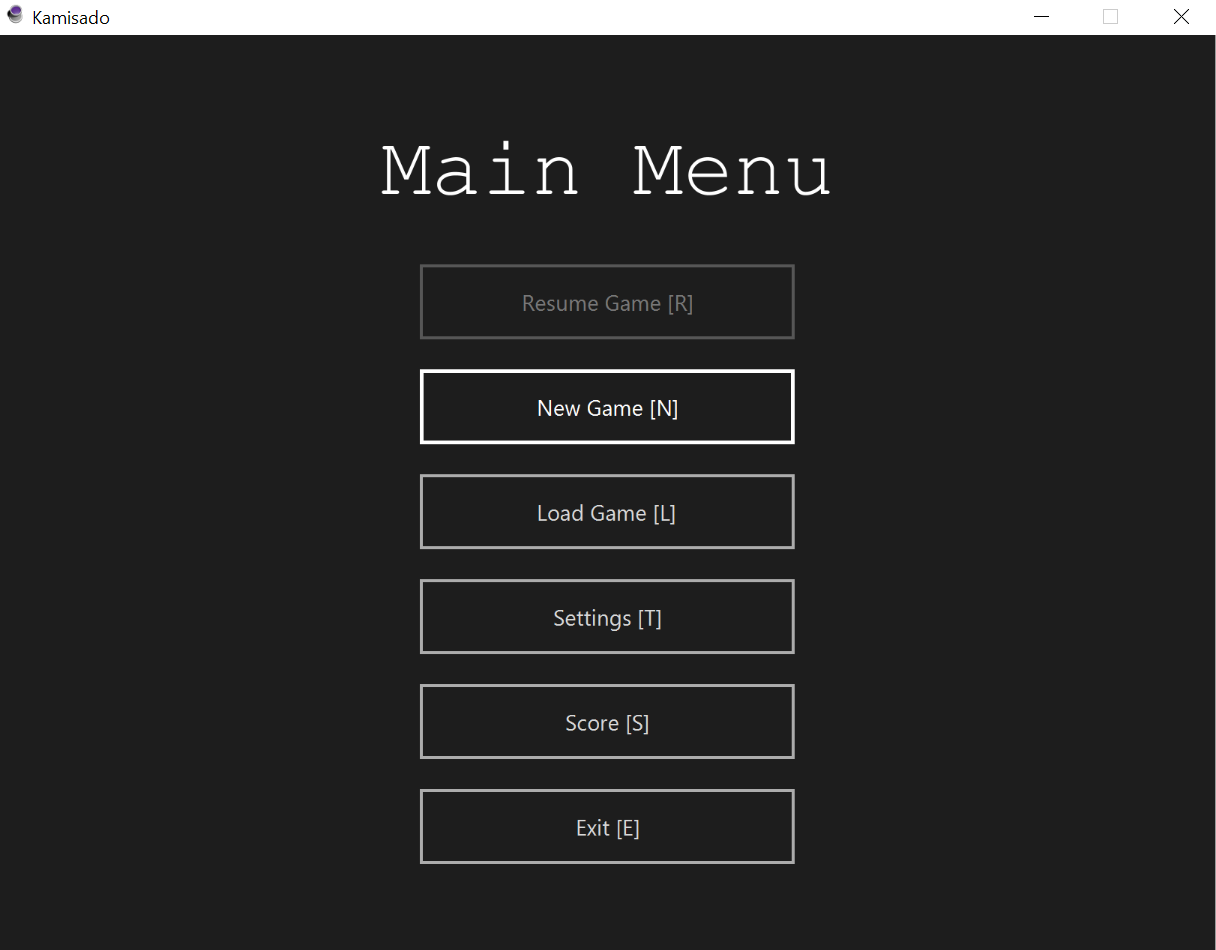 Kamisado
Main Menu
Resume Game [R]
New Game [N]
Load Game [L]
Settings [T]
Score [S]
Exit [E]